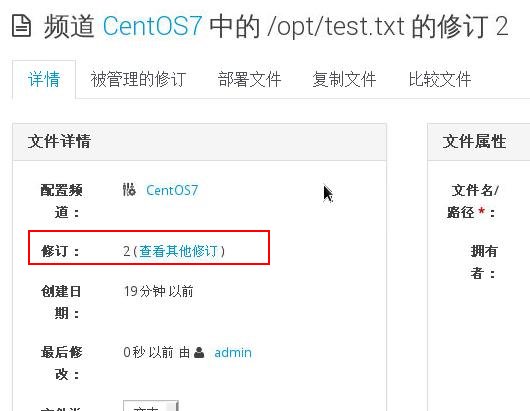 频道 CentOS7 中的 /opt/test.txt 的修订 2
详情 被管理的修订 部署文件 复制文件 比较文件
文件详情
配置频
道：
CentOS7
修订：
2 (查看其他修订)
创建日
期：
19分钟以前
最后修
改：
0秒以前 由 admin
文件属性
文件名/
路径 *：
拥有
者：